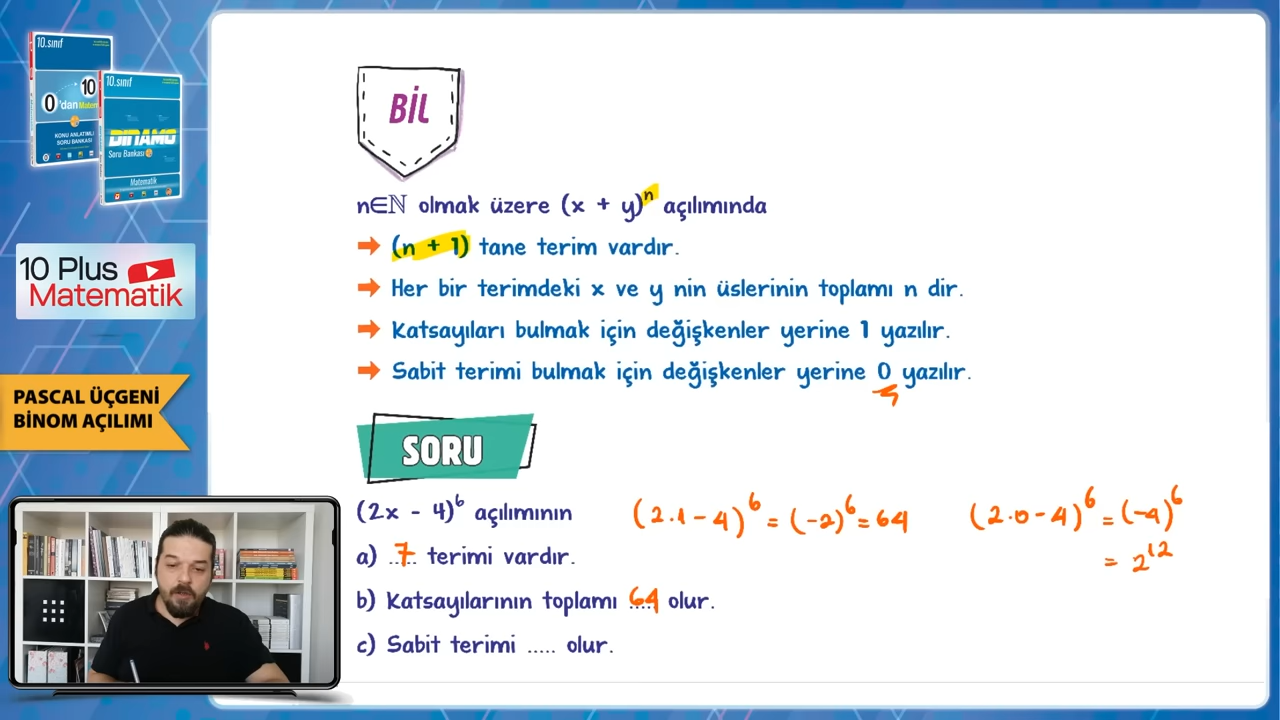 10.sınıf
0'dan 10 Matem
KONU ANLATIMLI
SORU BANKASI
10.sınıf
DİNAMO
Soru Bankası
Matematik
10 Plus
Matematik
PASCAL ÜÇGENİ
BİNOM AÇILIMI
BİL
n∈ℕ olmak üzere (x + y)ⁿ açılımında
➡ (n + 1) tane terim vardır.
➡ Her bir terimdeki x ve y nin üslerinin toplamı n dir.
➡ Katsayıları bulmak için değişkenler yerine 1 yazılır.
➡ Sabit terimi bulmak için değişkenler yerine 0 yazılır.
SORU
(2x - 4)⁶ açılımının
a) ..7.. terimi vardır.
b) Katsayılarının toplamı 64 olur.
c) Sabit terimi ..... olur.
(2.1-4)⁶ = (-2)⁶ = 64
(2.0-4)⁶ = (-4)⁶
= 2¹²